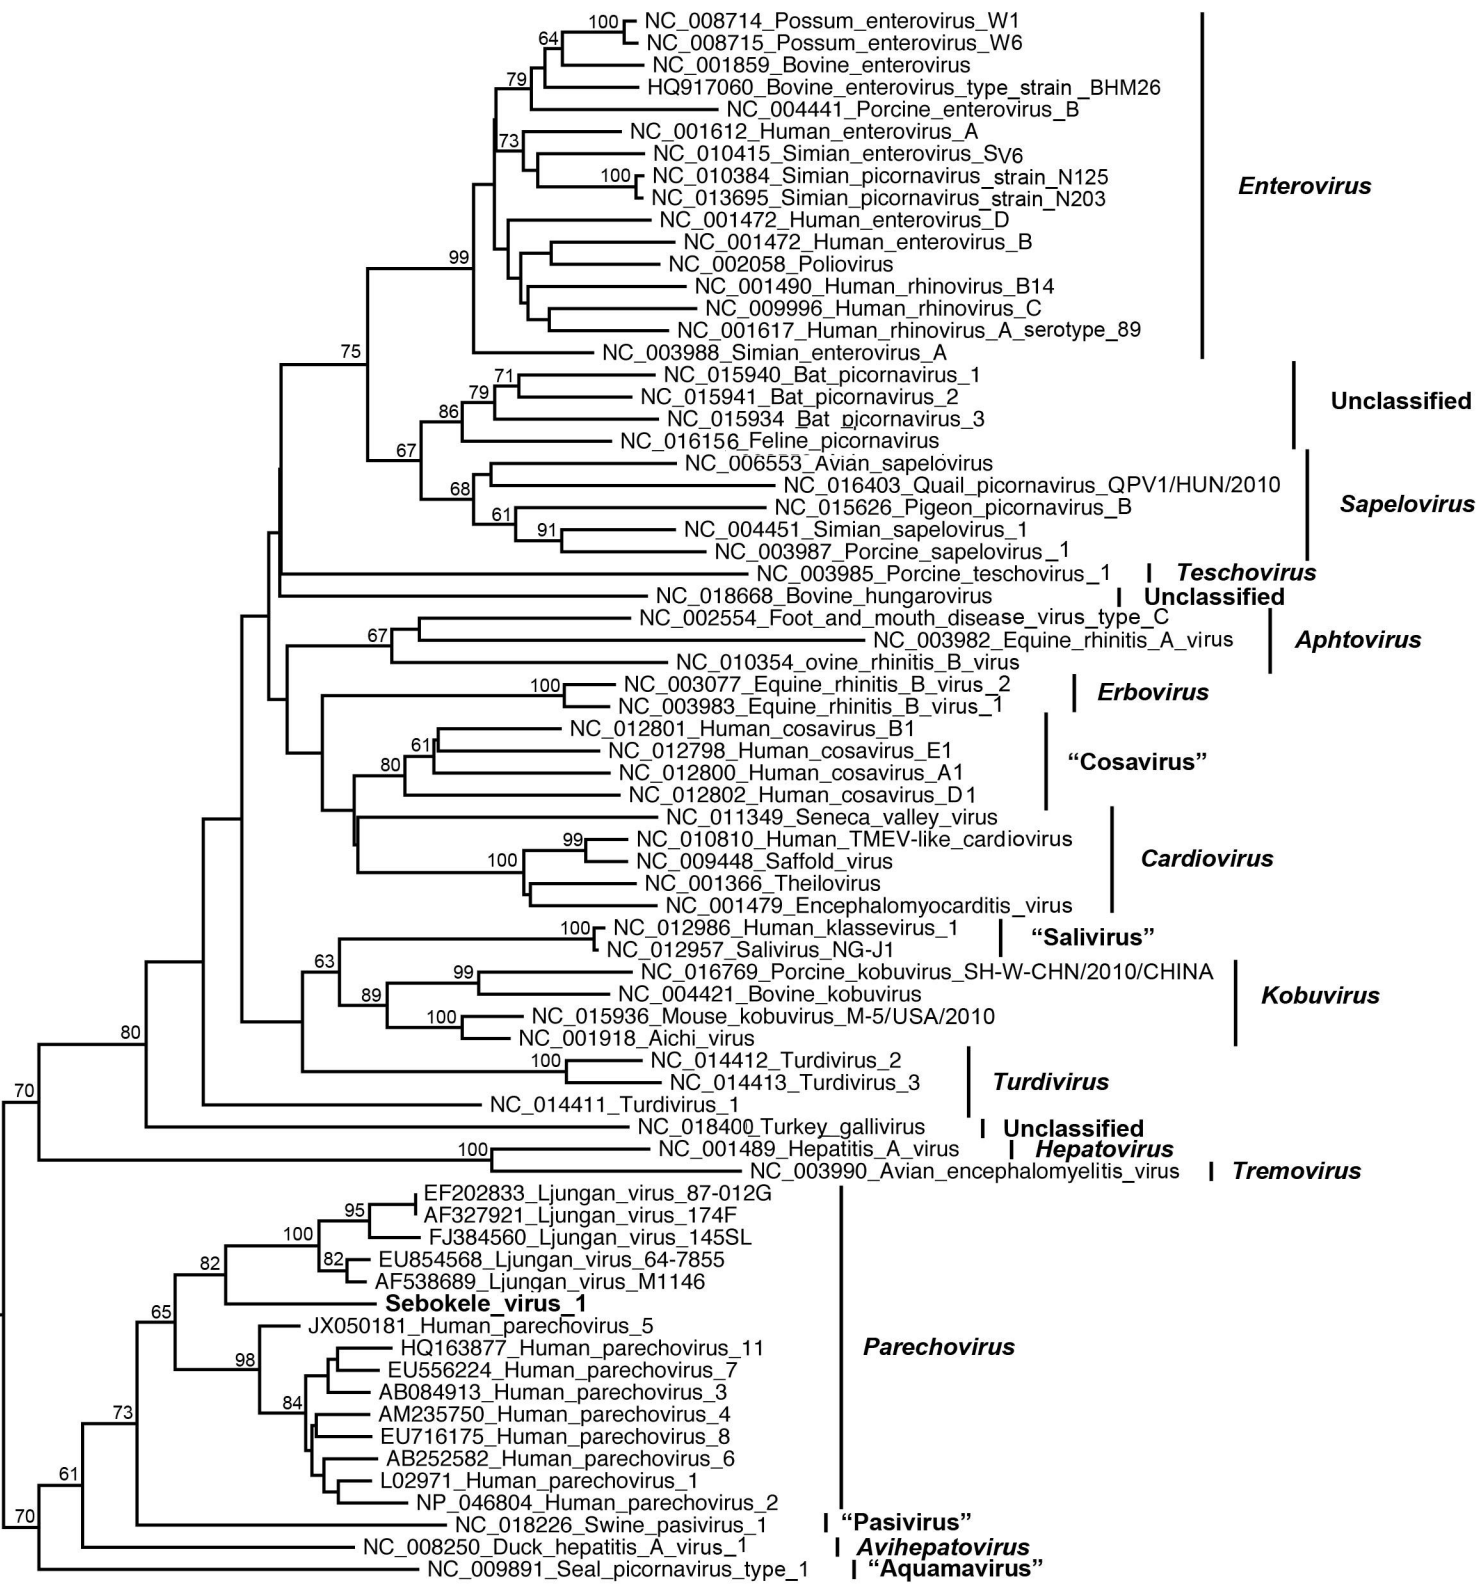 100 NC_008714_Possum_enterovirus_W1
64 NC_008715_Possum_enterovirus_W6
NC_001859_Bovine_enterovirus
79 HQ917060_Bovine_enterovirus_type_strain_BHM26
NC_004441_Porcine_enterovirus_B
NC_001612_Human_enterovirus_A
73 NC_010415_Simian_enterovirus_SV6
100 NC_010384_Simian_picornavirus_strain_N125
Enterovirus
NC_013695_Simian_picornavirus_strain_N203
NC_001472_Human_enterovirus_D
NC_001472_Human_enterovirus_B
99 NC_002058_Poliovirus
NC_001490_Human_rhinovirus_B14
NC_009996_Human_rhinovirus_C
NC_001617_Human_rhinovirus_A_serotype_89
75 NC_003988_Simian_enterovirus_A
71 NC_015940_Bat_picornavirus_1
79 NC_015941_Bat_picornavirus_2
Unclassified
86 NC_015934_Bat_picornavirus_3
NC_016156_Feline_picornavirus
67 NC_006553_Avian_sapelovirus
68 NC_016403_Quail_picornavirus_QPV1/HUN/2010
Sapelovirus
61 NC_015626_Pigeon_picornavirus_B
91 NC_004451_Simian_sapelovirus_1
NC_003987_Porcine_sapelovirus_1
NC_003985_Porcine_teschovirus_1 Teschovirus
NC_018668_Bovine_hungarovirus Unclassified
NC_002554_Foot_and_mouth_disease_virus_type_C
67 NC_003982_Equine_rhinitis_A_virus Aphtovirus
NC_010354_ovine_rhinitis_B_virus
100 NC_003077_Equine_rhinitis_B_virus_2
Erbovirus
NC_003983_Equine_rhinitis_B_virus_1
NC_012801_Human_cosavirus_B1
61 NC_012798_Human_cosavirus_E1
“Cosavirus”
80 NC_012800_Human_cosavirus_A1
NC_012802_Human_cosavirus_D1
NC_011349_Seneca_valley_virus
99 NC_010810_Human_TMEV-like_cardiovirus
100 NC_009448_Saffold_virus Cardiovirus
NC_001366_Theilovirus
NC_001479_Encephalomyocarditis_virus
100 NC_012986_Human_klassevirus_1
“Salivirus”
NC_012957_Salivirus_NG-J1
63 99 NC_016769_Porcine_kobuvirus_SH-W-CHN/2010/CHINA
89 NC_004421_Bovine_kobuvirus Kobuvirus
100 NC_015936_Mouse_kobuvirus_M-5/USA/2010
80 NC_001918_Aichi_virus
100 NC_014412_Turdivirus_2
NC_014413_Turdivirus_3 Turdivirus
70 NC_014411_Turdivirus_1
NC_018400_Turkey_gallivirus Unclassified
100 NC_001489_Hepatitis_A_virus Hepatovirus
NC_003990_Avian_encephalomyelitis_virus Tremovirus
EF202833_Ljungan_virus_87-012G
95 AF327921_Ljungan_virus_174F
100 FJ384560_Ljungan_virus_145SL
82 82 EU854568_Ljungan_virus_64-7855
AF538689_Ljungan_virus_M1146
65 Sebokele_virus_1
JX050181_Human_parechovirus_5
98 HQ163877_Human_parechovirus_11
Parechovirus
EU556224_Human_parechovirus_7
84 AB084913_Human_parechovirus_3
73 AM235750_Human_parechovirus_4
EU716175_Human_parechovirus_8
AB252582_Human_parechovirus_6
61 L02971_Human_parechovirus_1
NP_046804_Human_parechovirus_2
70 NC_018226_Swine_pasivirus_1 “Pasivirus”
NC_008250_Duck_hepatitis_A_virus_1 Avihepatovirus
NC_009891_Seal_picornavirus_type_1 “Aquamavirus”